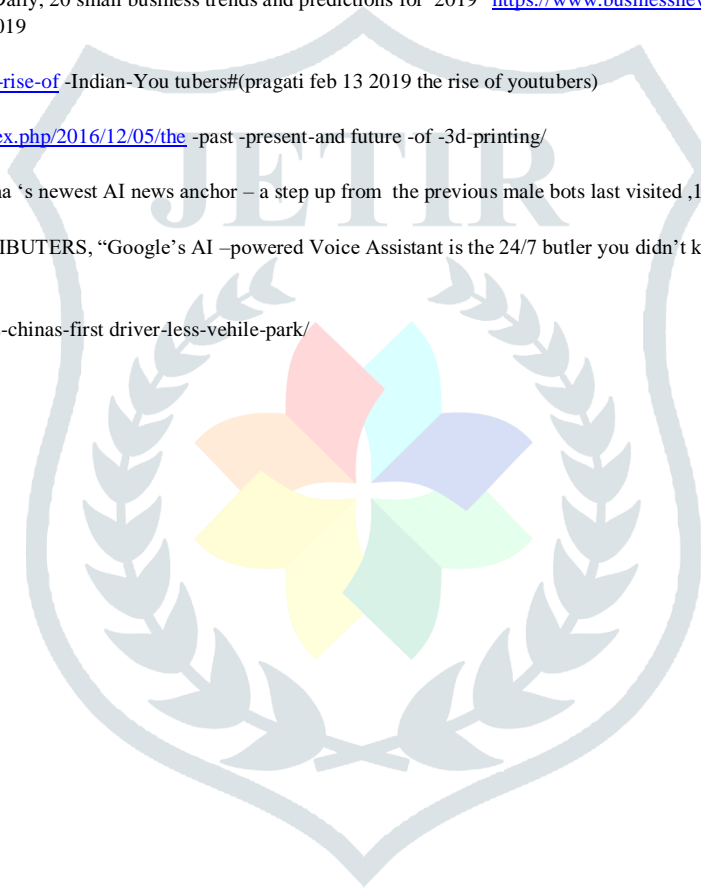 Daily, 20 small business trends and predictions for 2019" https://www.businessnew
019
-rise-of -Indian-You tubers#(pragati feb 13 2019 the rise of youtubers)
ex.php/2016/12/05/the -past -present-and future -of -3d-printing/
na ‘s newest AI news anchor – a step up from the previous male bots last visited ,1
JETIR
IBUTERS, “Google’s AI –powered Voice Assistant is the 24/7 butler you didn’t k
-chinas-first driver-less-vehile-park/